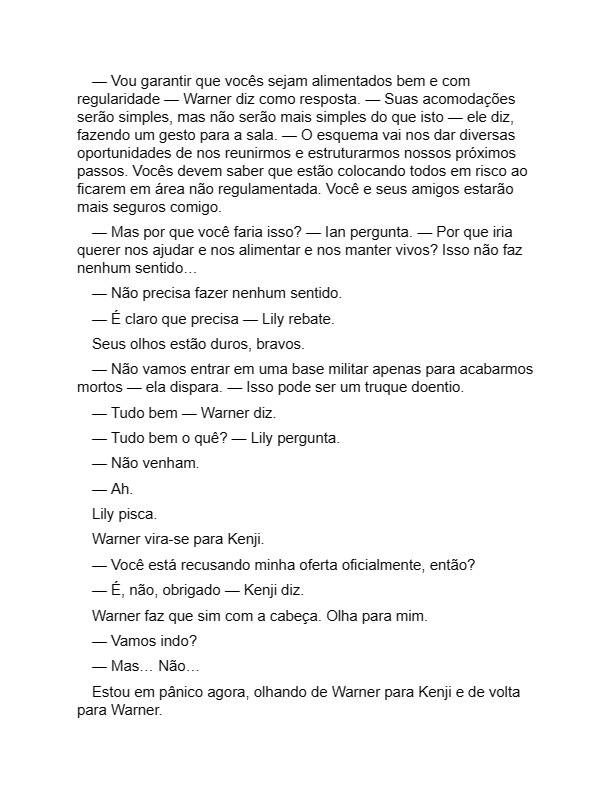 — Vou garantir que vocês sejam alimentados bem e com
regularidade — Warner diz como resposta. — Suas acomodações
serão simples, mas não serão mais simples do que isto — ele diz,
fazendo um gesto para a sala. — O esquema vai nos dar diversas
oportunidades de nos reunirmos e estruturarmos nossos próximos
passos. Vocês devem saber que estão colocando todos em risco ao
ficarem em área não regulamentada. Você e seus amigos estarão
mais seguros comigo.
— Mas por que você faria isso? — Ian pergunta. — Por que iria
querer nos ajudar e nos alimentar e nos manter vivos? Isso não faz
nenhum sentido…
— Não precisa fazer nenhum sentido.
— É claro que precisa — Lily rebate.
Seus olhos estão duros, bravos.
— Não vamos entrar em uma base militar apenas para acabarmos
mortos — ela dispara. — Isso pode ser um truque doentio.
— Tudo bem — Warner diz.
— Tudo bem o quê? — Lily pergunta.
— Não venham.
— Ah.
Lily pisca.
Warner vira-se para Kenji.
— Você está recusando minha oferta oficialmente, então?
— É, não, obrigado — Kenji diz.
Warner faz que sim com a cabeça. Olha para mim.
— Vamos indo?
— Mas… Não…
Estou em pânico agora, olhando de Warner para Kenji e de volta
para Warner.